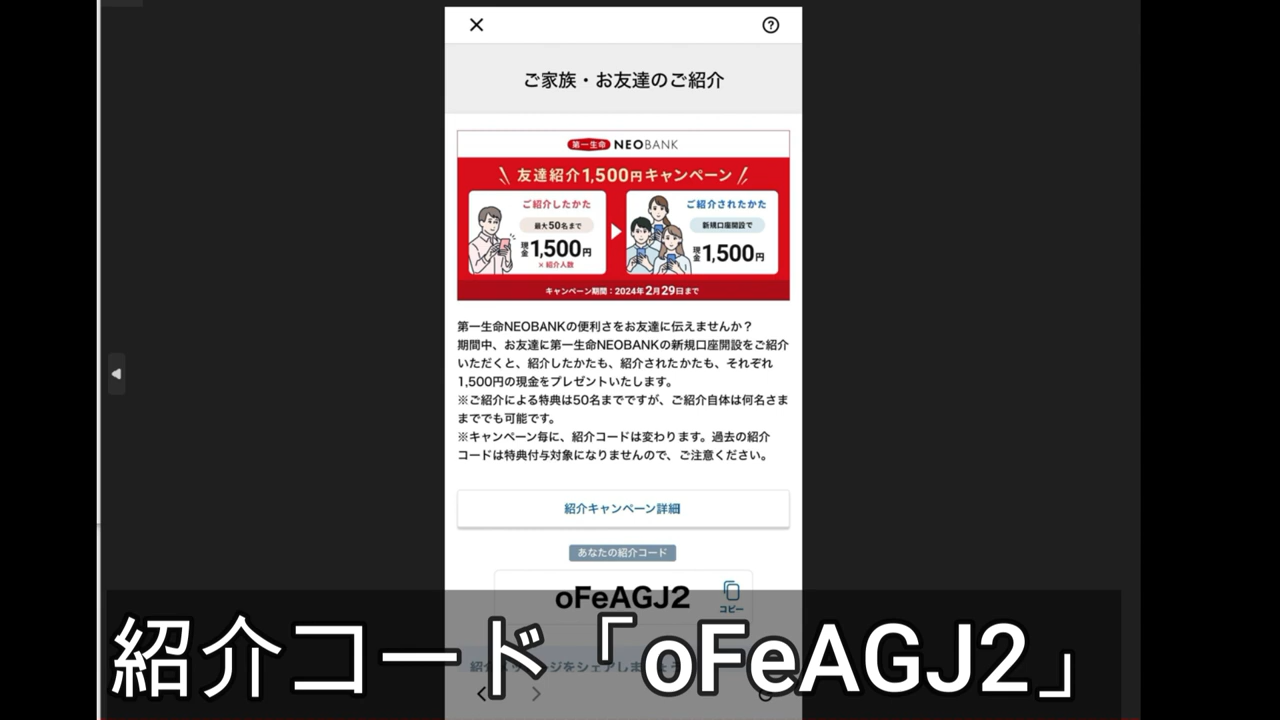 ご家族・お友達のご紹介
第一生命 NEOBANK
友達紹介1,500円キャンペーン
ご紹介したかた
最大50名まで
現金1,500円
※紹介人数
ご紹介されたかた
新規口座開設で
現金1,500円
キャンペーン期間：2024年2月29日まで
第一生命NEOBANKの便利さをお友達に伝えませんか？
期間中、お友達に第一生命NEOBANKの新規口座開設をご紹介
いただくと、紹介したかたも、紹介されたかたも、それぞれ
1,500円の現金をプレゼントいたします。
※ご紹介による特典は50名までですが、ご紹介自体は何名さま
まででも可能です。
※キャンペーン毎に、紹介コードは変わります。過去の紹介
コードは特典付与対象になりませんので、ご注意ください。
紹介キャンペーン詳細
あなたの紹介コード
oFeAGJ2
コピー
紹介コード「oFeAGJ2」